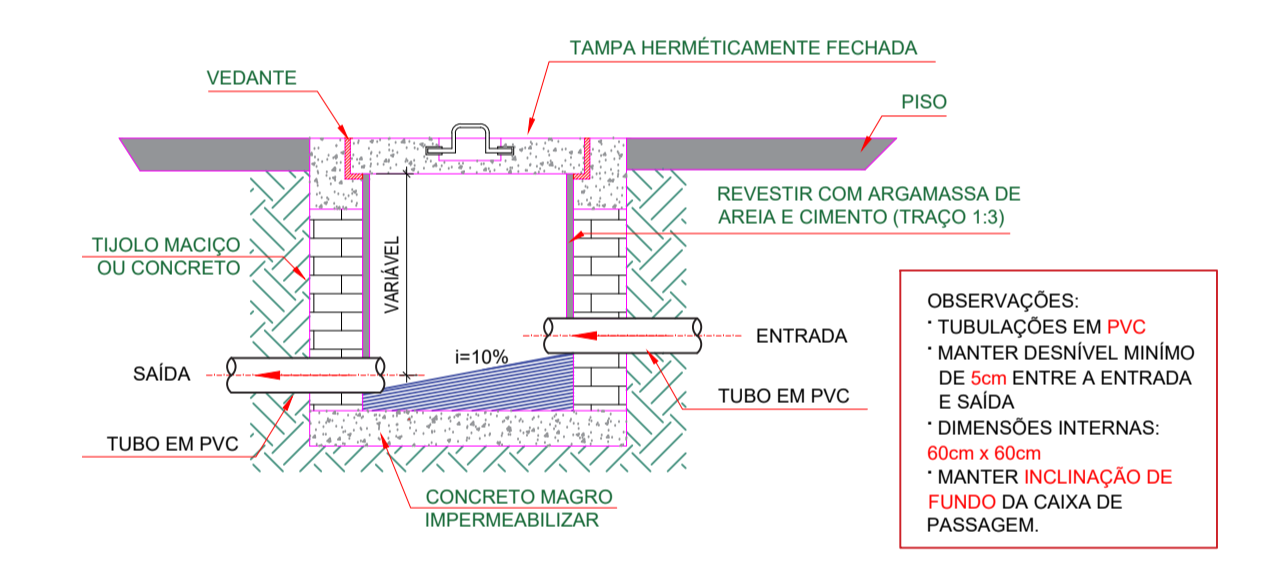 TAMPA HERMÉTICAMENTE FECHADA
VEDANTE
PISO
REVESTIR COM ARGAMASSA DE
AREIA E CIMENTO (TRAÇO 1:3)
TIJOLO MACIÇO
OU CONCRETO
VARIÁVEL
ENTRADA
i=10%
SAÍDA
TUBO EM PVC
TUBO EM PVC
CONCRETO MAGRO
IMPERMEABILIZAR
OBSERVAÇÕES:
· TUBULAÇÕES EM PVC
· MANTER DESNÍVEL MINÍMO
DE 5cm ENTRE A ENTRADA
E SAÍDA
· DIMENSÕES INTERNAS:
60cm x 60cm
· MANTER INCLINAÇÃO DE
FUNDO DA CAIXA DE
PASSAGEM.